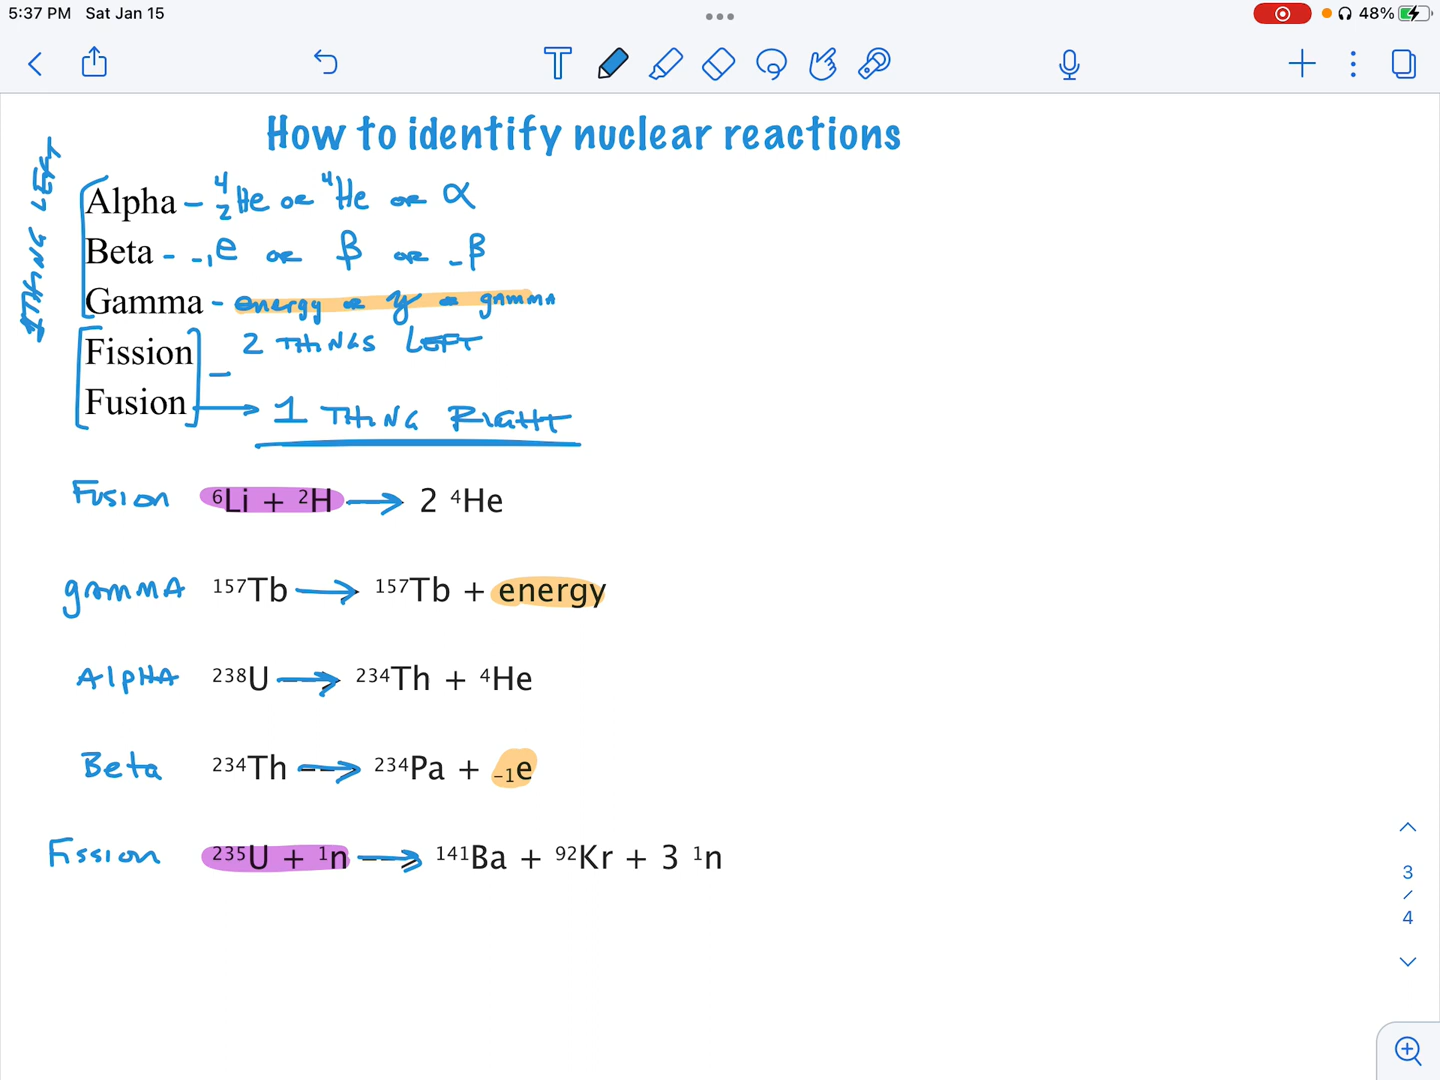 5:37 PM Sat Jan 15
48%
How to identify nuclear reactions
1 THING LEFT
Alpha – ⁴₂He or ⁴He or α
Beta - ₋₁e or β or ₋β
Gamma - energy or γ or gamma
Fission
2 THINGS LEFT
Fusion → 1 THING RIGHT
Fusion ⁶Li + ²H → 2 ⁴He
gamma ¹⁵⁷Tb → ¹⁵⁷Tb + energy
Alpha ²³⁸U → ²³⁴Th + ⁴He
Beta ²³⁴Th → ²³⁴Pa + ₋₁e
Fission ²³⁵U + ¹n → ¹⁴¹Ba + ⁹²Kr + 3 ¹n
3
/
4